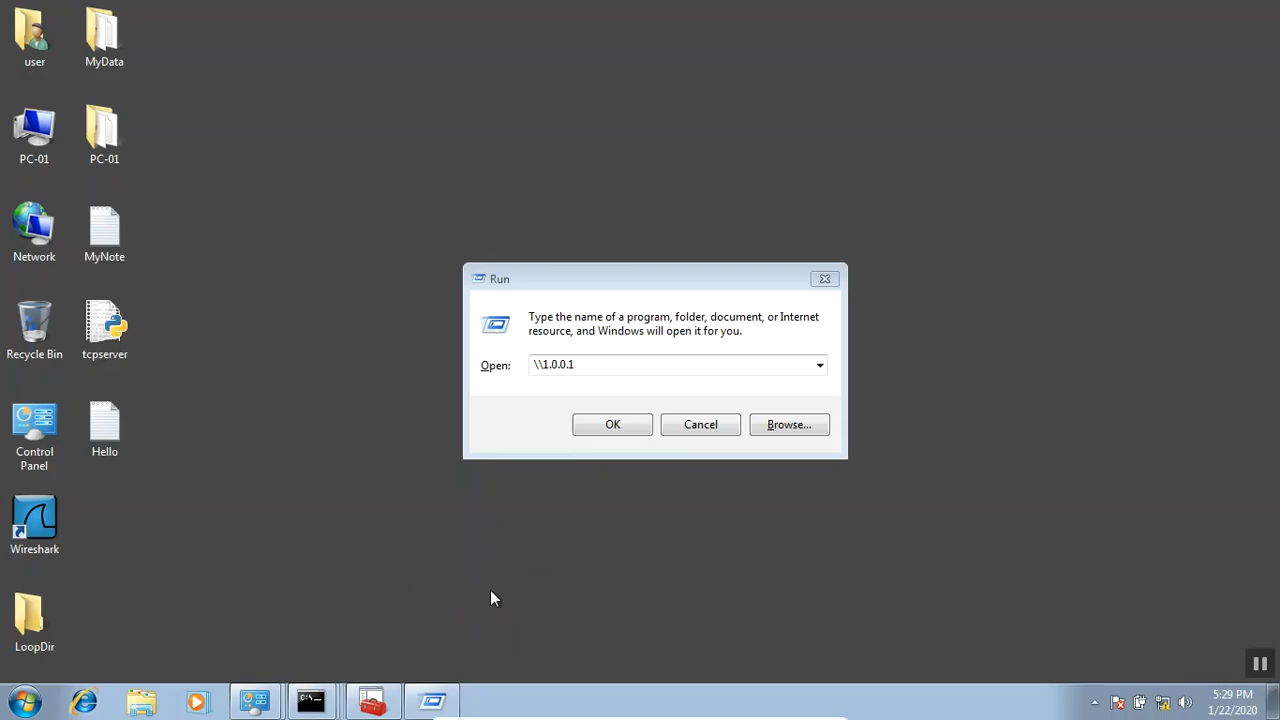 user
MyData
PC-01
PC-01
Network
MyNote
Recycle Bin
tcpserver
Control
Panel
Hello
Wireshark
LoopDir
Run
Type the name of a program, folder, document, or Internet
resource, and Windows will open it for you.
Open:
\\1.0.0.1
OK
Cancel
Browse...
C:\.
5:29 PM
1/22/2020